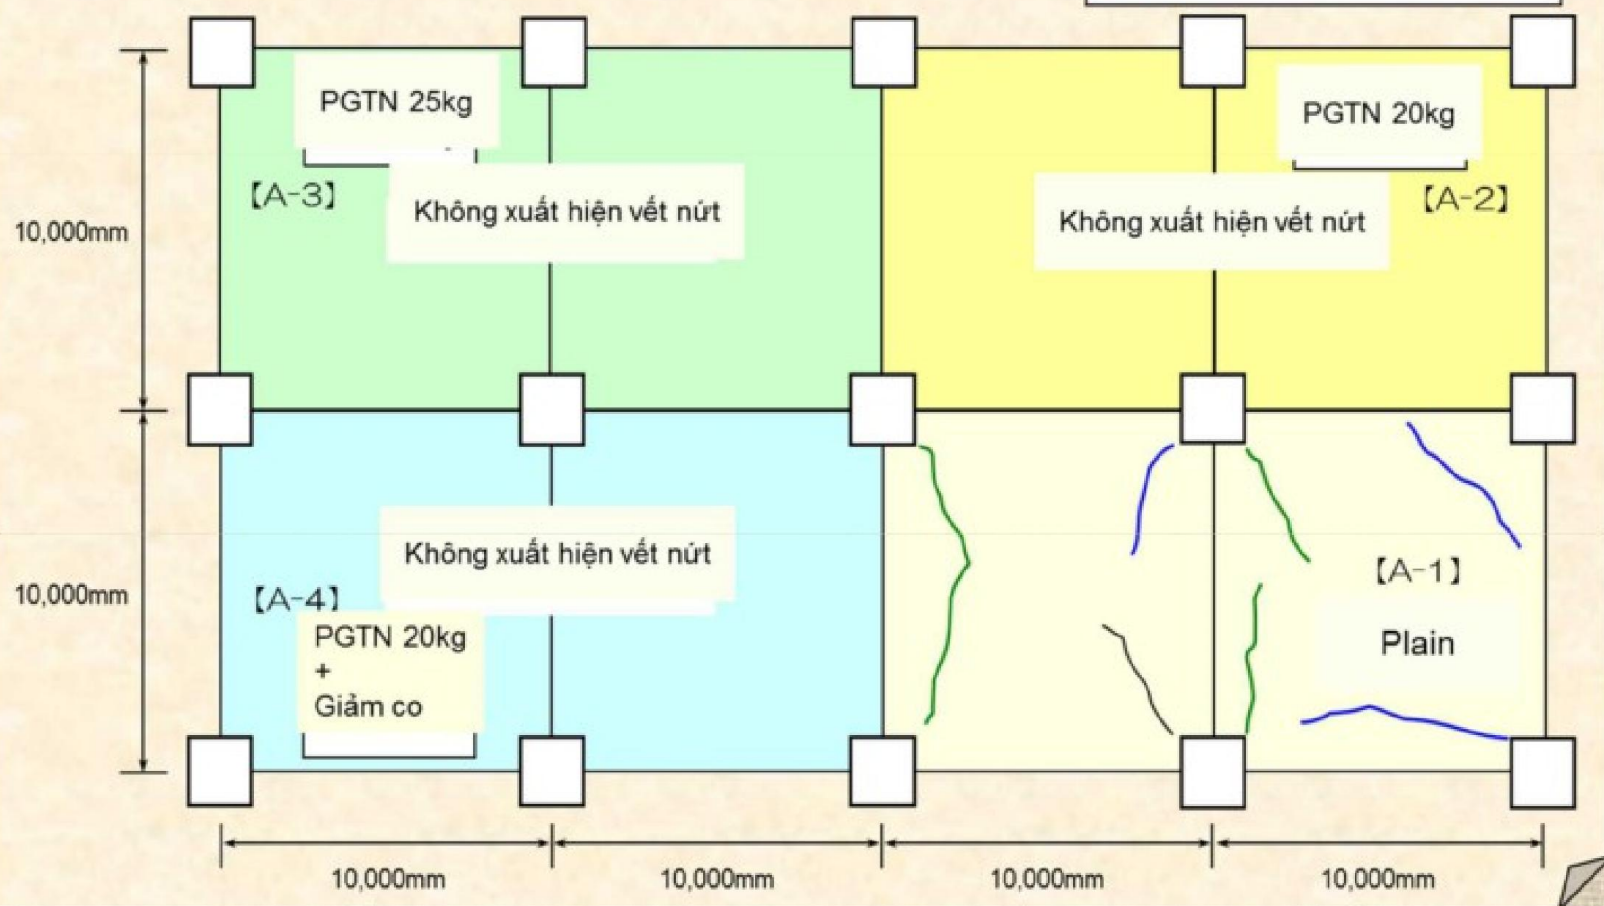 PGTN 25kg
【A-3】
Không xuất hiện vết nứt
PGTN 20kg
【A-2】
Không xuất hiện vết nứt
10,000mm
10,000mm
Không xuất hiện vết nứt
【A-4】
PGTN 20kg
+
Giảm co
【A-1】
Plain
10,000mm
10,000mm
10,000mm
10,000mm